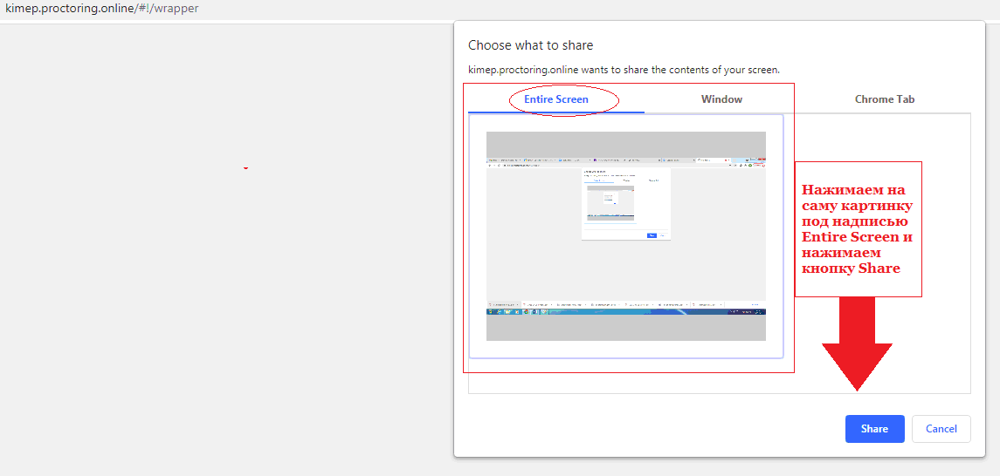 kimep.proctoring.online/#!/wrapper
Choose what to share
kimep.proctoring.online wants to share the contents of your screen.
Entire Screen
Window
Chrome Tab
Нажимаем на
саму картинку
под надписью
Entire Screen и
нажимаем
кнопку Share
Share
Cancel